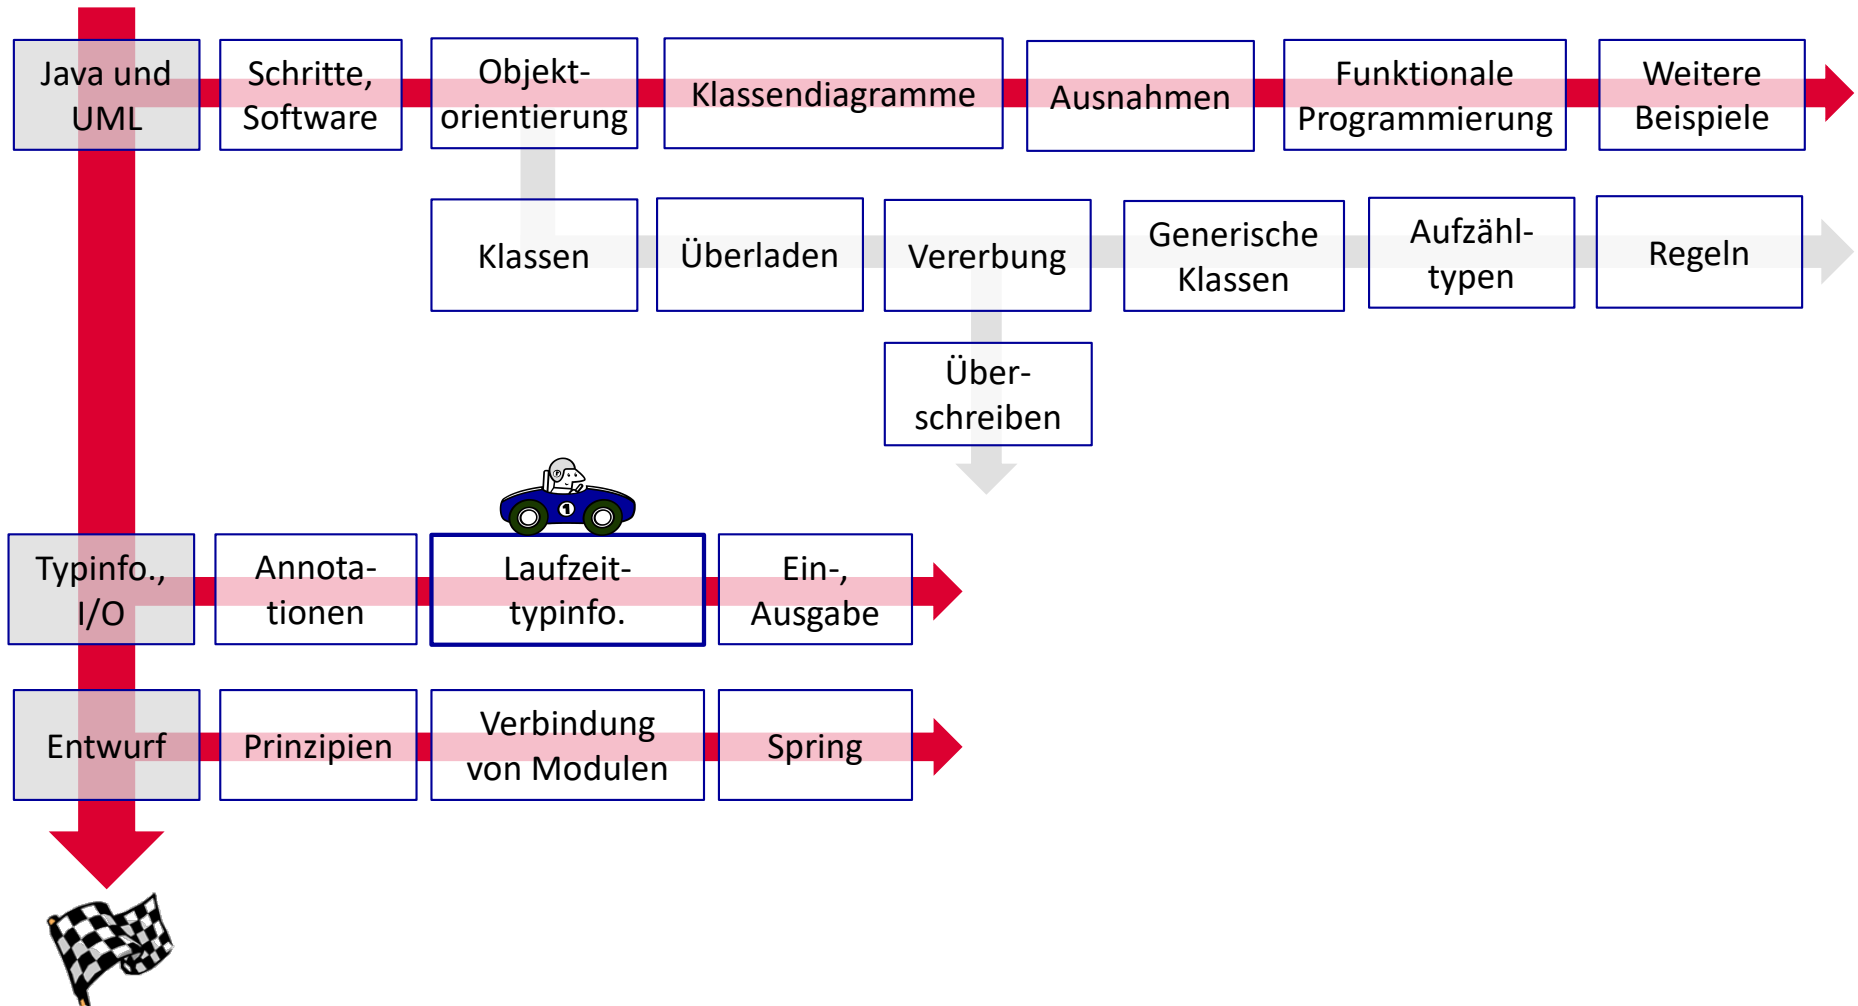 Java und
UML
Schritte,
Software
Objekt-
orientierung
Klassendiagramme
Ausnahmen
Funktionale
Programmierung
Weitere
Beispiele
Klassen
Überladen
Vererbung
Generische
Klassen
Aufzähl-
typen
Regeln
Über-
schreiben
1
Typinfo.,
I/O
Annota-
tionen
Laufzeit-
typinfo.
Ein-,
Ausgabe
Entwurf
Prinzipien
Verbindung
von Modulen
Spring